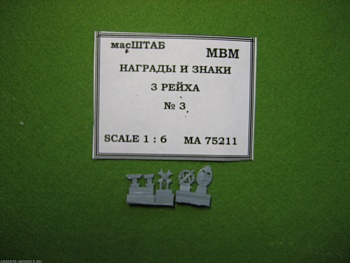 масШТАБ
МВМ
НАГРАДЫ И ЗНАКИ
3 РЕЙХА
№ 3
SCALE 1 : 6 MA 75211